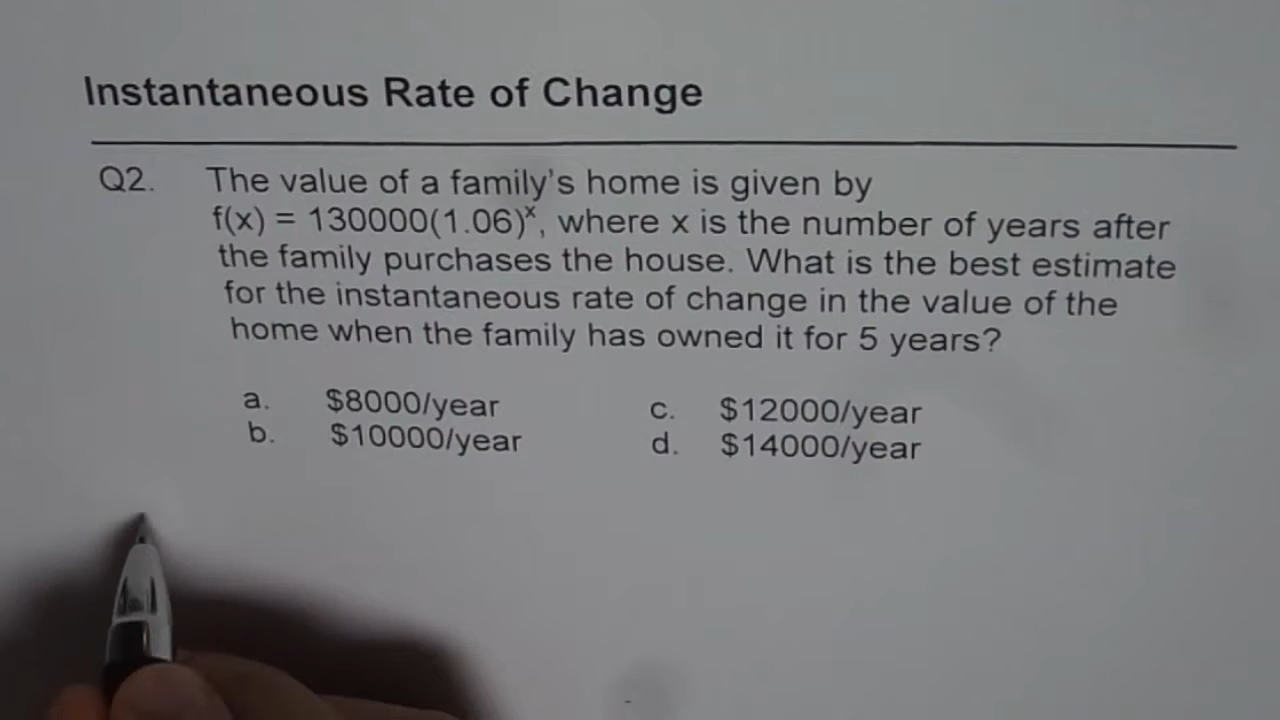 Instantaneous Rate of Change
Q2. The value of a family's home is given by
f(x) = 130000(1.06)ˣ, where x is the number of years after
the family purchases the house. What is the best estimate
for the instantaneous rate of change in the value of the
home when the family has owned it for 5 years?
a. $8000/year c. $12000/year
b. $10000/year d. $14000/year